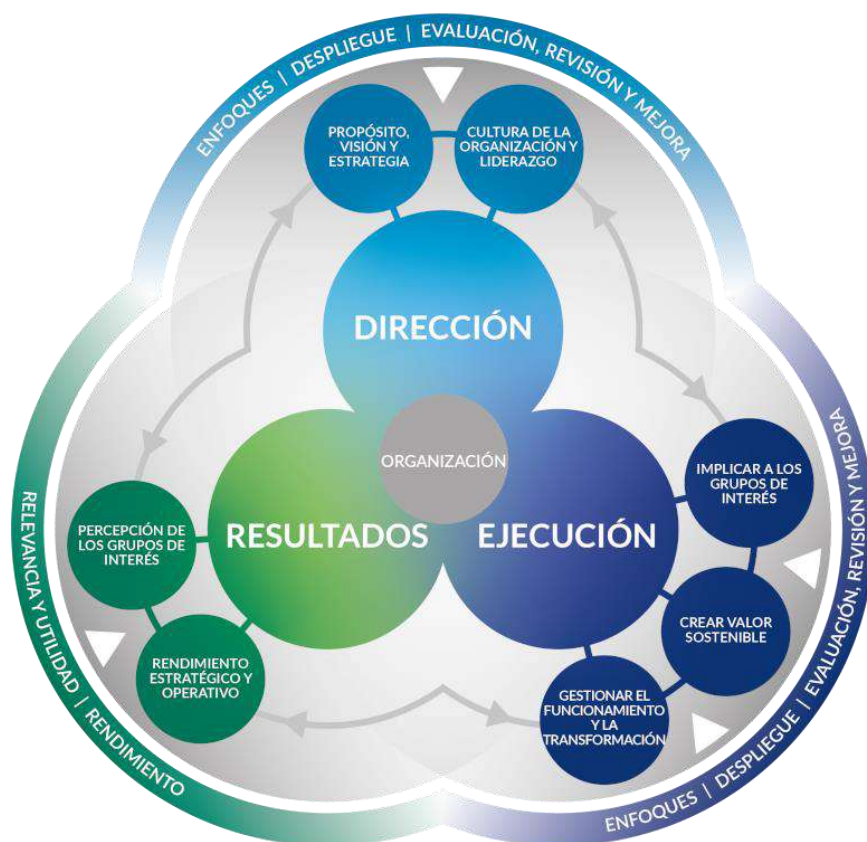 ENFOQUES | DESPLIEGUE | EVALUACIÓN, REVISIÓN Y MEJORA
PROPÓSITO,
VISIÓN Y
ESTRATEGIA
CULTURA DE LA
ORGANIZACIÓN Y
LIDERAZGO
DIRECCIÓN
ORGANIZACIÓN
RESULTADOS
EJECUCIÓN
IMPLICAR A LOS
GRUPOS DE
INTERÉS
CREAR VALOR
SOSTENIBLE
GESTIONAR EL
FUNCIONAMIENTO
Y LA
TRANSFORMACIÓN
PERCEPCIÓN DE
LOS GRUPOS DE
INTERÉS
RENDIMIENTO
ESTRATÉGICO Y
OPERATIVO
RELEVANCIA Y UTILIDAD | RENDIMIENTO
ENFOQUES | DESPLIEGUE | EVALUACIÓN, REVISIÓN Y MEJORA